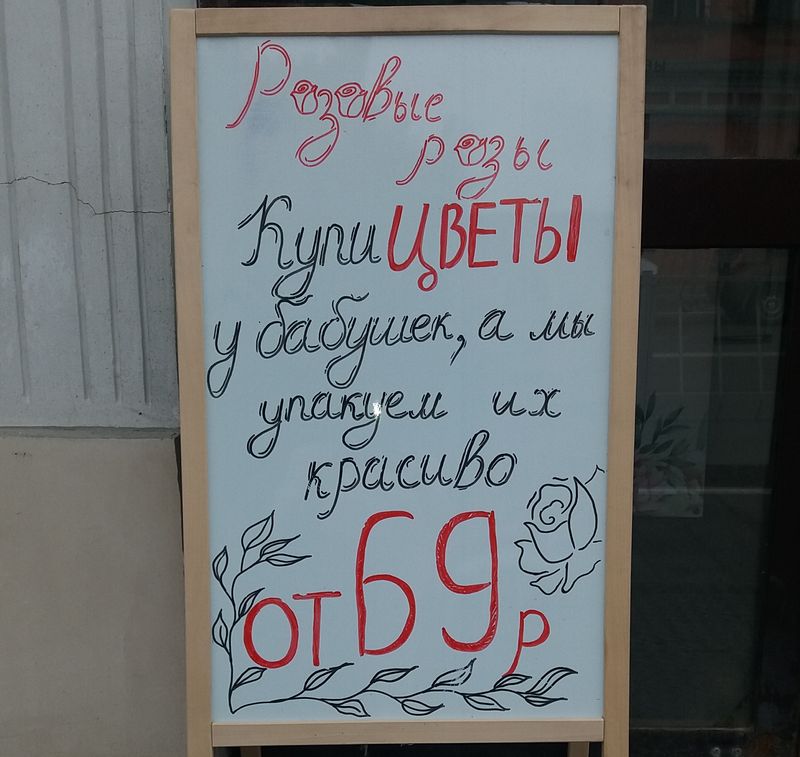 Розовые
розы
Купи ЦВЕТЫ
у бабушек, а мы
упакуем их
красиво
от 69 р